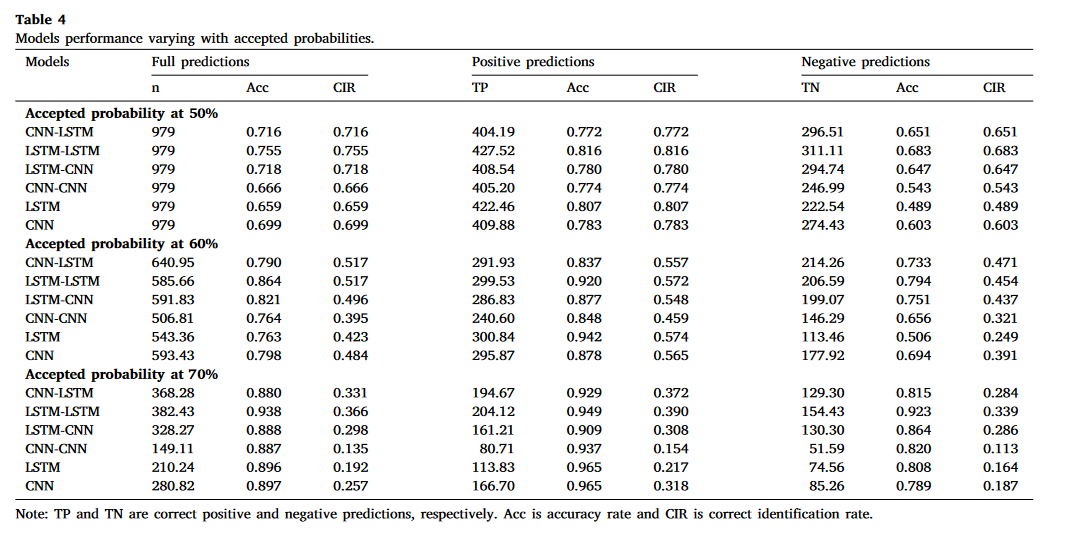 Table 4
Models performance varying with accepted probabilities.
Models Full predictions Positive predictions Negative predictions
n Acc CIR TP Acc CIR TN Acc CIR
Accepted probability at 50%
CNN-LSTM 979 0.716 0.716 404.19 0.772 0.772 296.51 0.651 0.651
LSTM-LSTM 979 0.755 0.755 427.52 0.816 0.816 311.11 0.683 0.683
LSTM-CNN 979 0.718 0.718 408.54 0.780 0.780 294.74 0.647 0.647
CNN-CNN 979 0.666 0.666 405.20 0.774 0.774 246.99 0.543 0.543
LSTM 979 0.659 0.659 422.46 0.807 0.807 222.54 0.489 0.489
CNN 979 0.699 0.699 409.88 0.783 0.783 274.43 0.603 0.603
Accepted probability at 60%
CNN-LSTM 640.95 0.790 0.517 291.93 0.837 0.557 214.26 0.733 0.471
LSTM-LSTM 585.66 0.864 0.517 299.53 0.920 0.572 206.59 0.794 0.454
LSTM-CNN 591.83 0.821 0.496 286.83 0.877 0.548 199.07 0.751 0.437
CNN-CNN 506.81 0.764 0.395 240.60 0.848 0.459 146.29 0.656 0.321
LSTM 543.36 0.763 0.423 300.84 0.942 0.574 113.46 0.506 0.249
CNN 593.43 0.798 0.484 295.87 0.878 0.565 177.92 0.694 0.391
Accepted probability at 70%
CNN-LSTM 368.28 0.880 0.331 194.67 0.929 0.372 129.30 0.815 0.284
LSTM-LSTM 382.43 0.938 0.366 204.12 0.949 0.390 154.43 0.923 0.339
LSTM-CNN 328.27 0.888 0.298 161.21 0.909 0.308 130.30 0.864 0.286
CNN-CNN 149.11 0.887 0.135 80.71 0.937 0.154 51.59 0.820 0.113
LSTM 210.24 0.896 0.192 113.83 0.965 0.217 74.56 0.808 0.164
CNN 280.82 0.897 0.257 166.70 0.965 0.318 85.26 0.789 0.187
Note: TP and TN are correct positive and negative predictions, respectively. Acc is accuracy rate and CIR is correct identification rate.